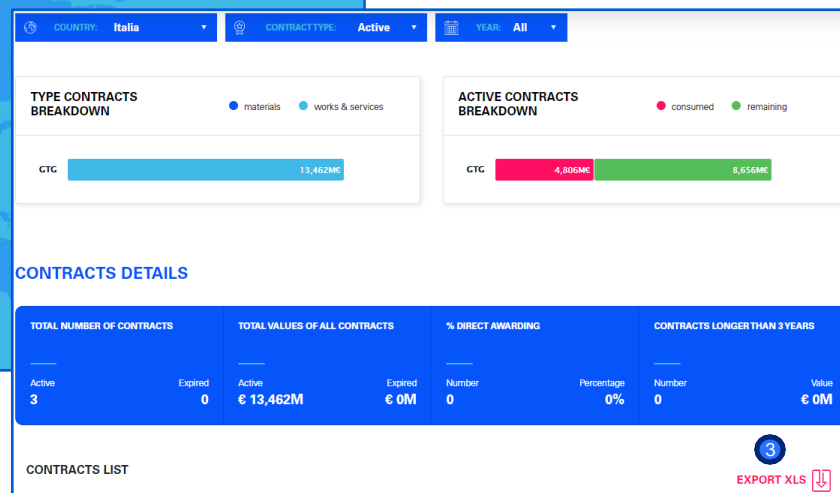 COUNTRY: Italia
CONTRACT TYPE: Active
YEAR: All
TYPE CONTRACTS
BREAKDOWN
materials works & services
GTG 13,462M€
ACTIVE CONTRACTS
BREAKDOWN
consumed remaining
GTG 4,806M€ 8,656M€
CONTRACTS DETAILS
TOTAL NUMBER OF CONTRACTS
Active Expired
3 0
TOTAL VALUES OF ALL CONTRACTS
Active Expired
€ 13,462M € 0M
% DIRECT AWARDING
Number Percentage
0 0%
CONTRACTS LONGER THAN 3 YEARS
Number Value
0 € 0M
3
CONTRACTS LIST
EXPORT XLS